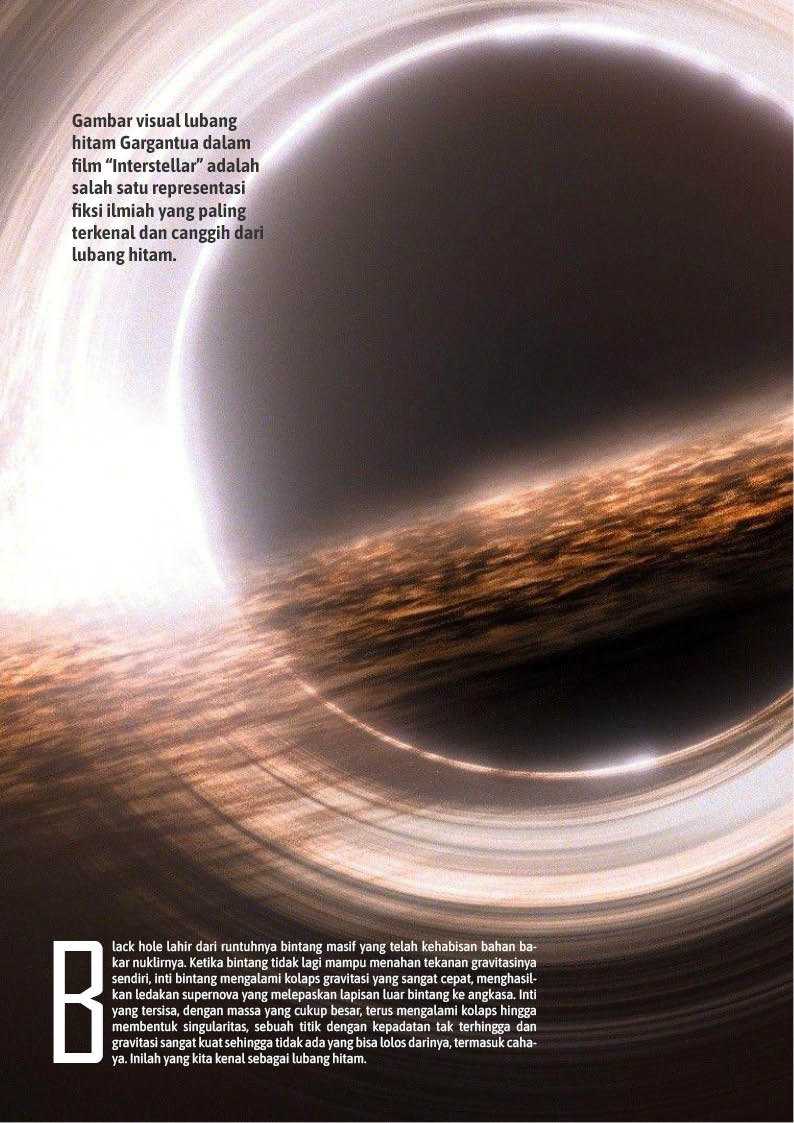 Gambar visual lubang
hitam Gargantua dalam
film “Interstellar” adalah
salah satu representasi
fiksi ilmiah yang paling
terkenal dan canggih dari
lubang hitam.
Black hole lahir dari runtuhnya bintang masif yang telah kehabisan bahan ba-
kar nuklirnya. Ketika bintang tidak lagi mampu menahan tekanan gravitasinya
sendiri, inti bintang mengalami kolaps gravitasi yang sangat cepat, menghasil-
kan ledakan supernova yang melepaskan lapisan luar bintang ke angkasa. Inti
yang tersisa, dengan massa yang cukup besar, terus mengalami kolaps hingga
membentuk singularitas, sebuah titik dengan kepadatan tak terhingga dan
gravitasi sangat kuat sehingga tidak ada yang bisa lolos darinya, termasuk caha-
ya. Inilah yang kita kenal sebagai lubang hitam.